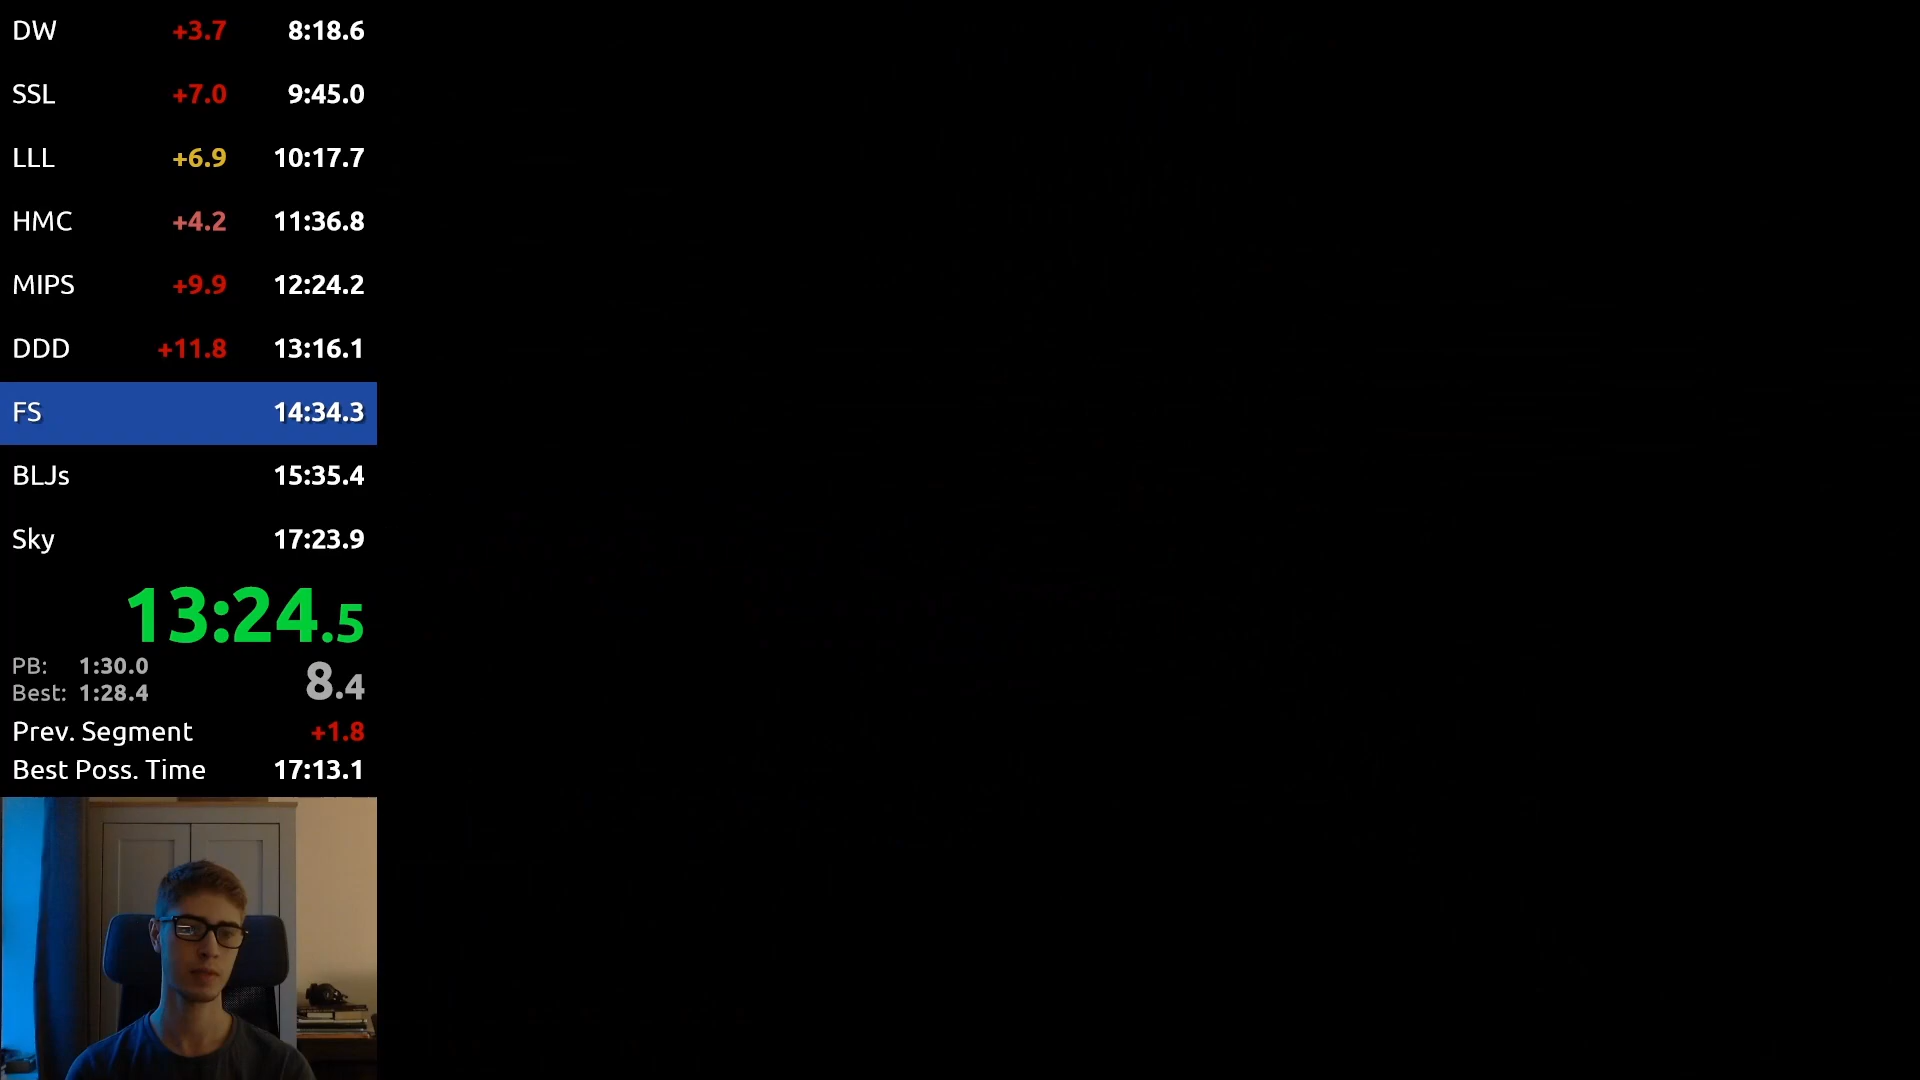 DW +3.7 8:18.6
SSL +7.0 9:45.0
LLL +6.9 10:17.7
HMC +4.2 11:36.8
MIPS +9.9 12:24.2
DDD +11.8 13:16.1
FS 14:34.3
BLJs 15:35.4
Sky 17:23.9
13:24.5
PB: 1:30.0 8.4
Best: 1:28.4
Prev. Segment +1.8
Best Poss. Time 17:13.1